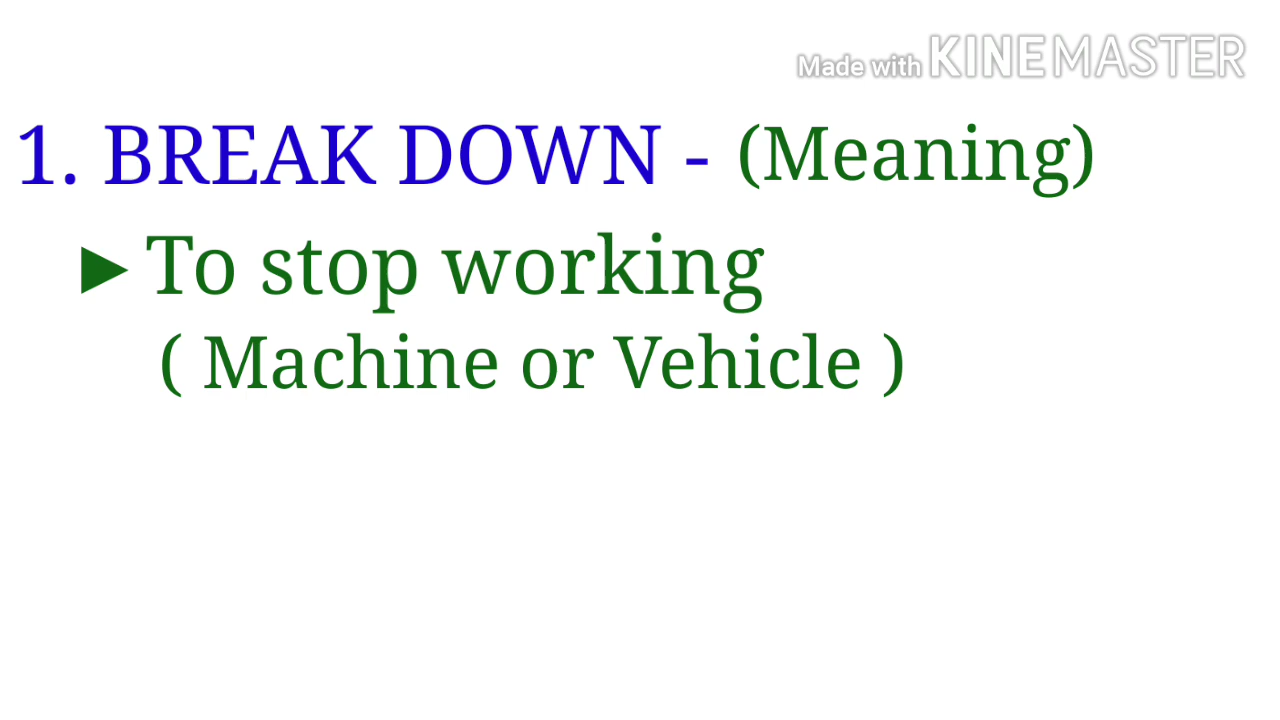 Made with KINEMASTER
1. BREAK DOWN - (Meaning)
► To stop working
( Machine or Vehicle )